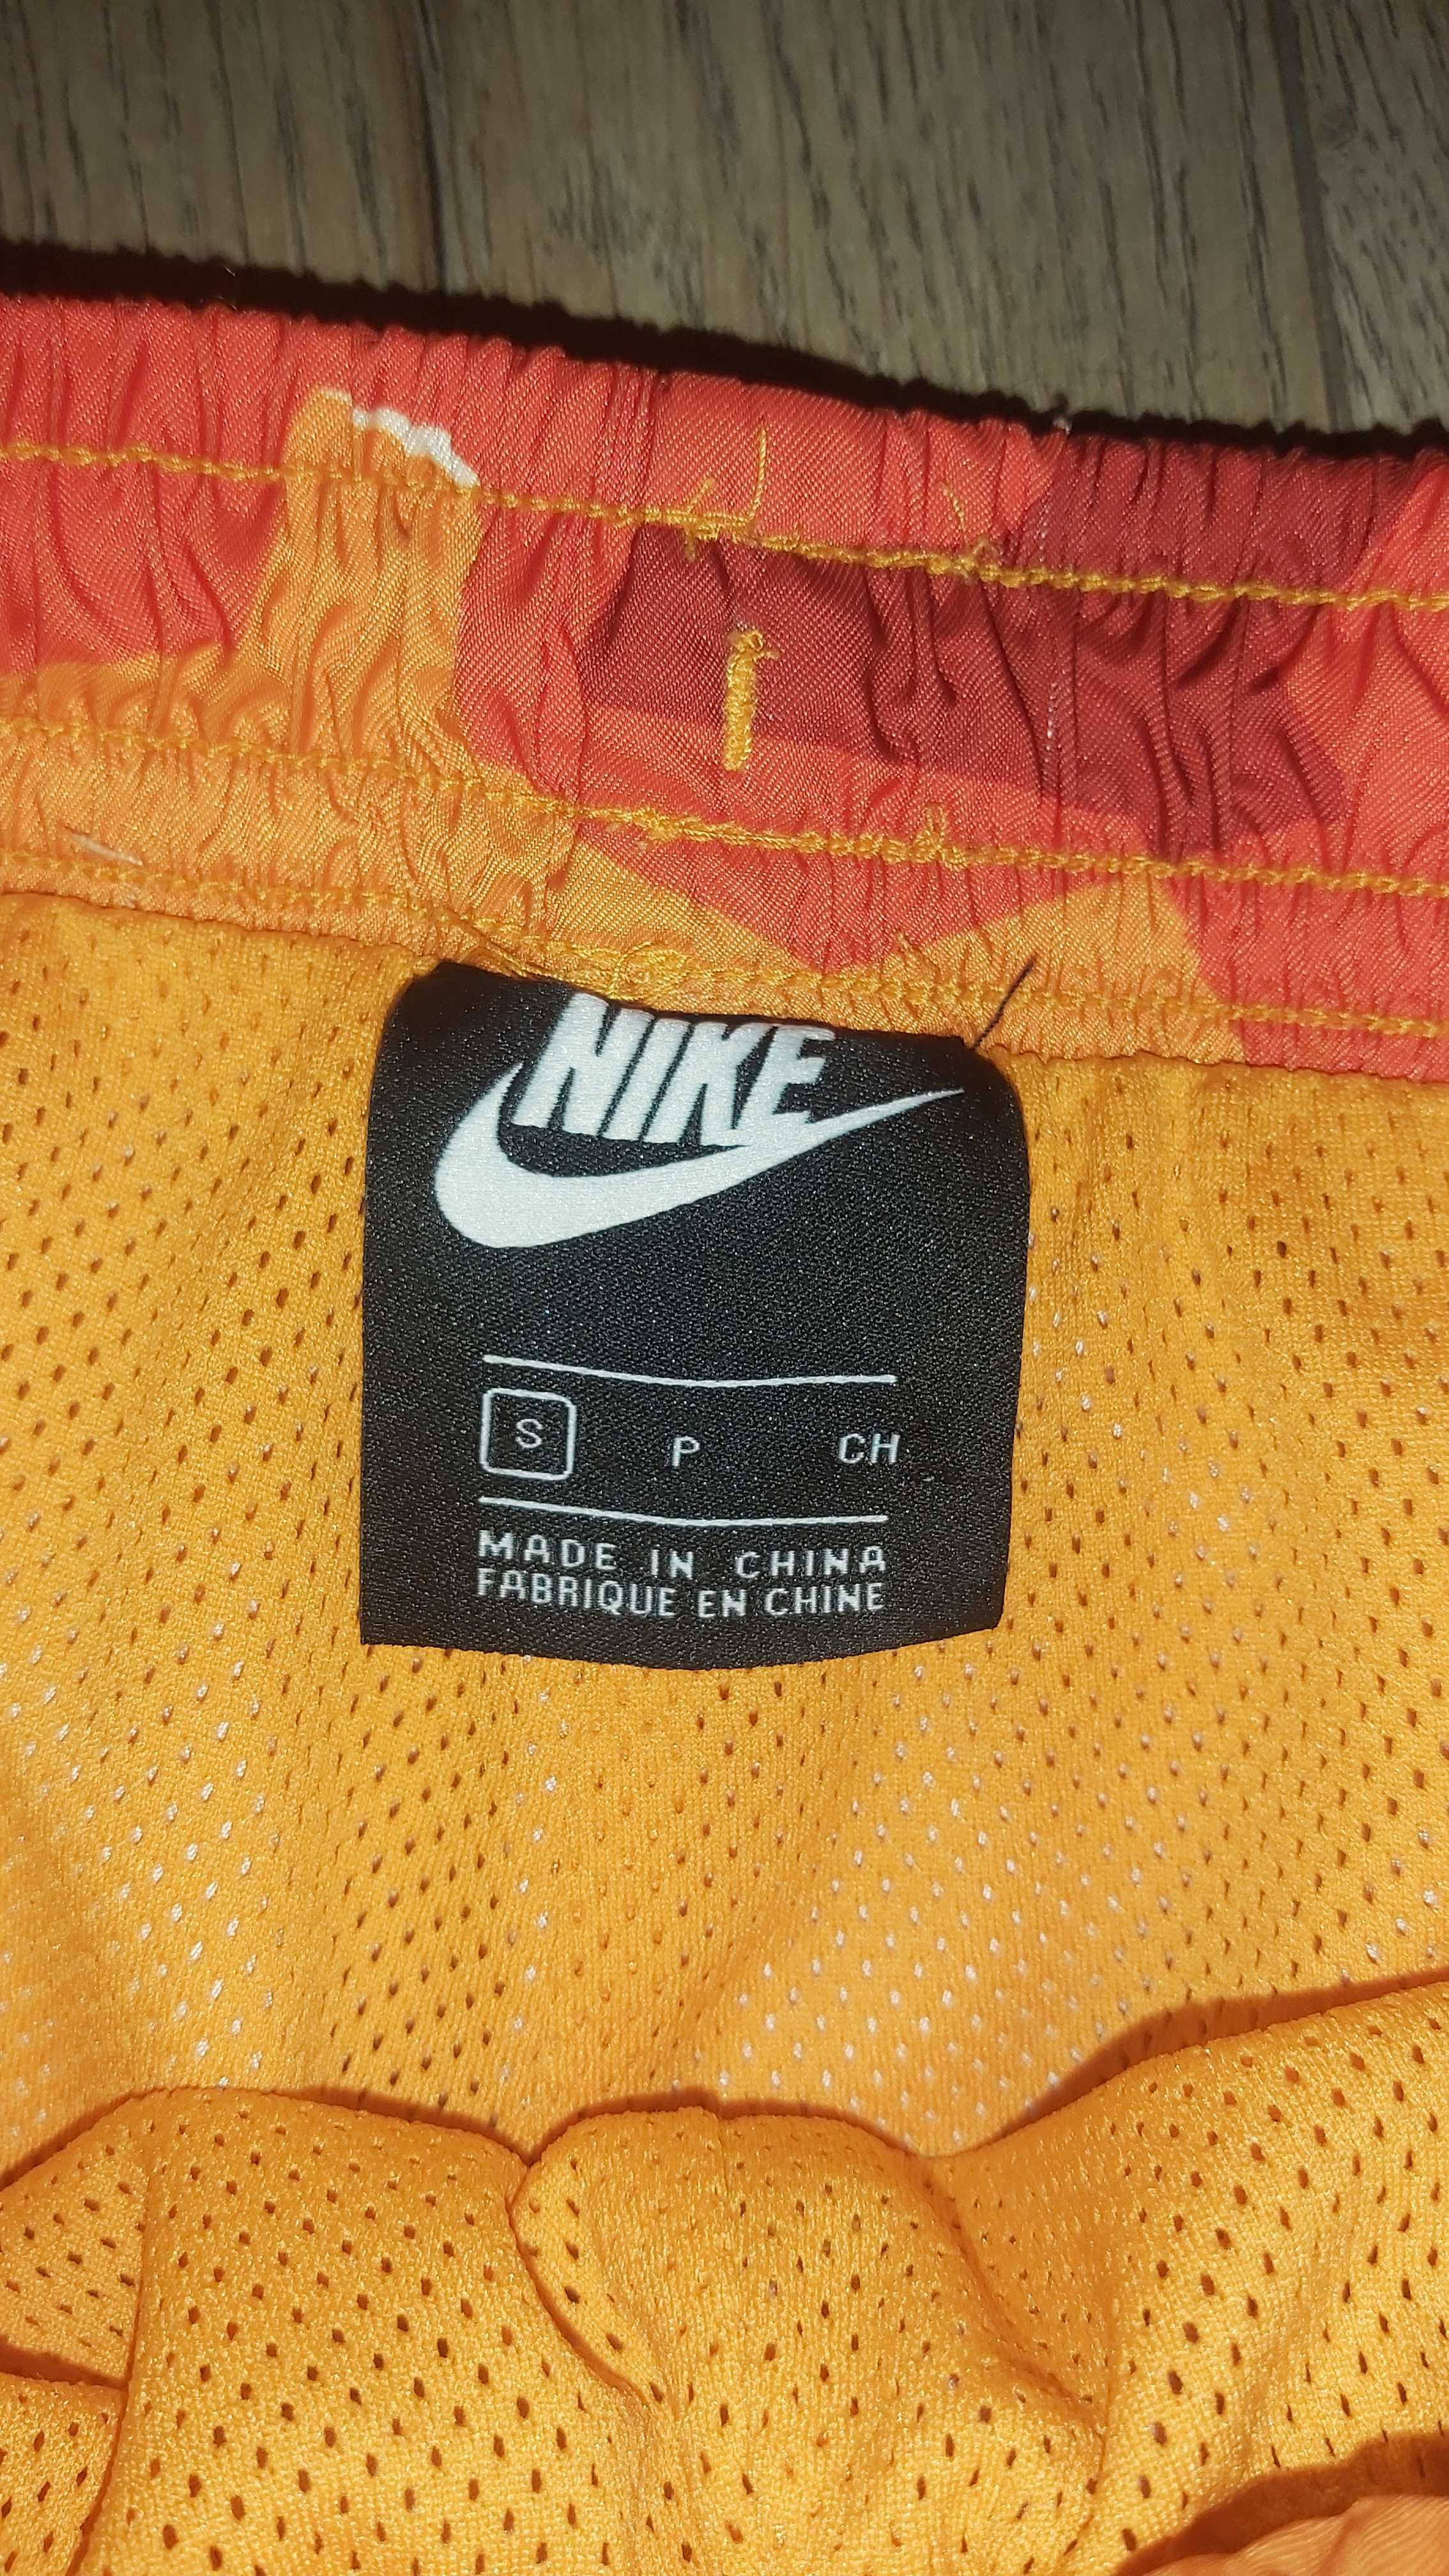 NIKE
S P CH
MADE IN CHINA
FABRIQUE EN CHINE